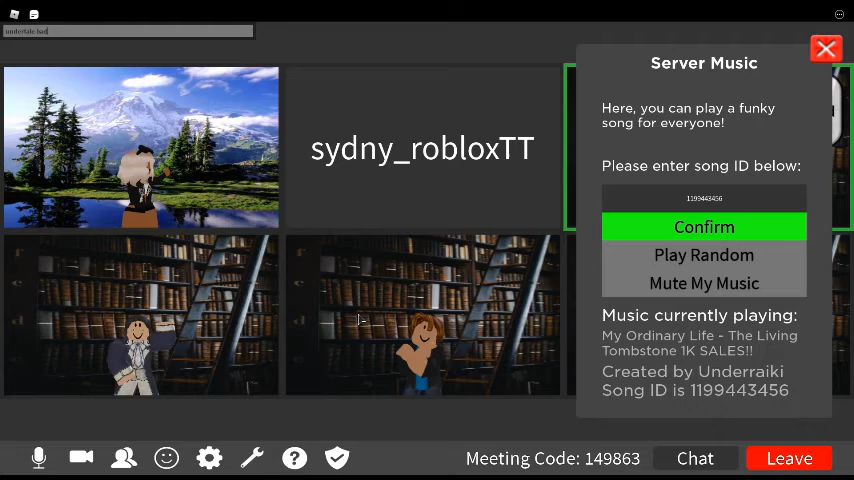 undertale bad
Server Music
Here, you can play a funky
song for everyone!
sydny_robloxTT
Please enter song ID below:
1199443456
Confirm
Play Random
Mute My Music
Music currently playing:
My Ordinary Life - The Living
Tombstone 1K SALES!!
Created by Underraiki
Song ID is 1199443456
r
e
d
r
e
d
Meeting Code: 149863
Chat
Leave